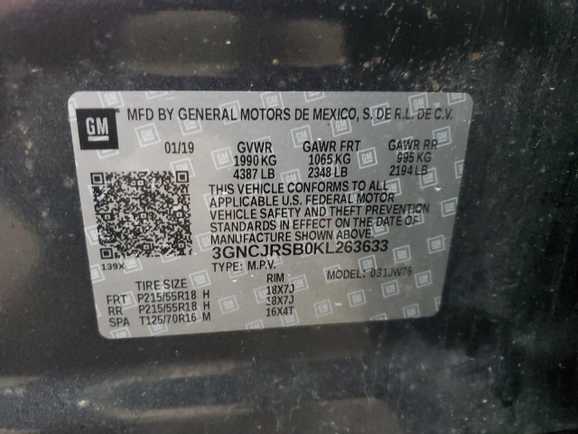 GM
MFD BY GENERAL MOTORS DE MEXICO, S. DE R.L. DE C.V.
01/19 GVWR GAWR FRT GAWR RR
1990 KG 1065 KG 995 KG
4387 LB 2348 LB 2194 LB
THIS VEHICLE CONFORMS TO ALL
APPLICABLE U.S. FEDERAL MOTOR
VEHICLE SAFETY AND THEFT PREVENTION
STANDARDS IN EFFECT ON THE DATE OF
MANUFACTURE SHOWN ABOVE.
3GNCJRSB0KL263633
139X
TYPE: M.P.V. MODEL: 031JW76
TIRE SIZE RIM
FRT P215/55R18 H 18X7J
RR P215/55R18 H 18X7J
SPA T125/70R16 M 16X4T